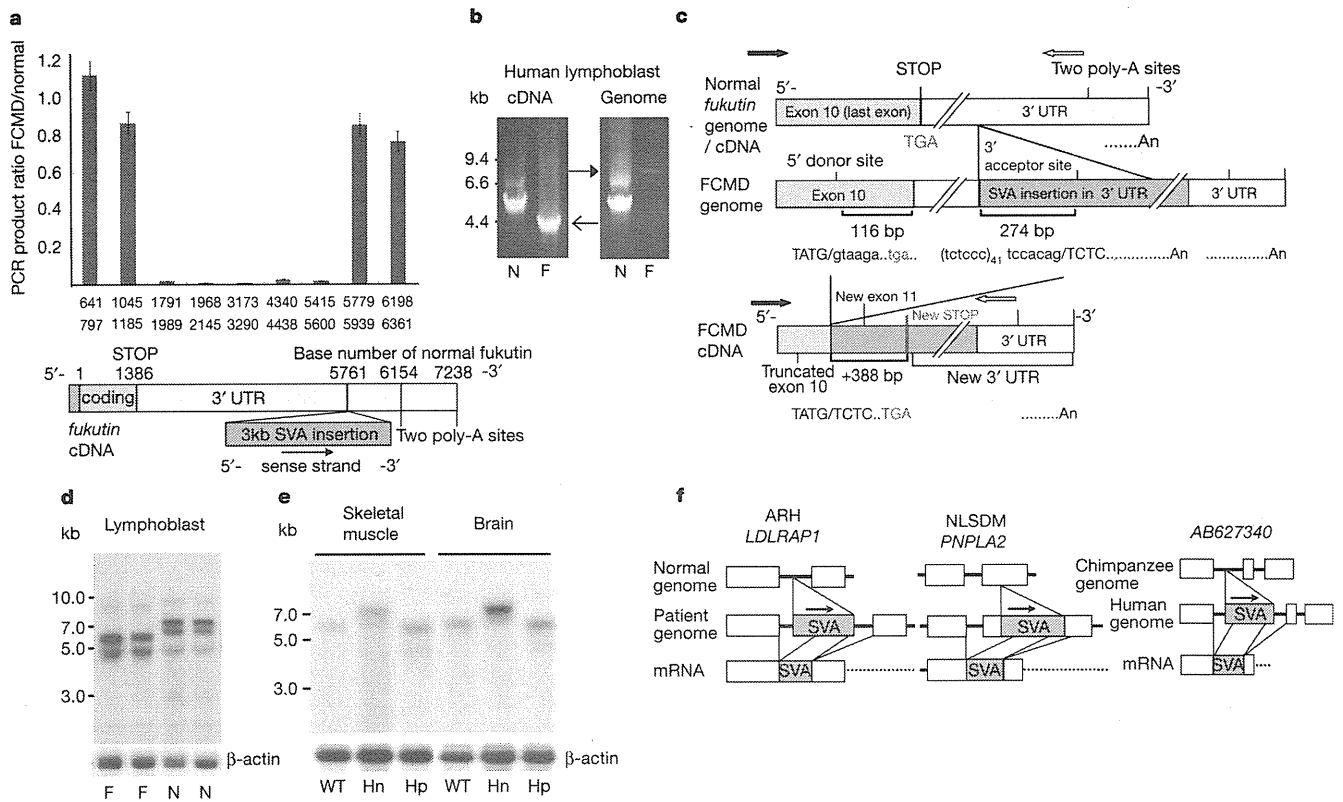 a
PCR product ratio FCMD/normal
1.2
1.0
0.8
0.6
0.4
0.2
641 1045 1791 1968 3173 4340 5415 5779 6198
797 1185 1989 2145 3290 4438 5600 5939 6361
STOP
Base number of normal fukutin
5′- 1 1386 5761 6154 7238 -3′
coding 3′ UTR
fukutin
cDNA
3kb SVA insertion
Two poly-A sites
5′- sense strand -3′
b
Human lymphoblast
kb cDNA Genome
9.4
6.6
4.4
N F N F
c
STOP
Two poly-A sites
Normal
fukutin
genome
/ cDNA
5′- -3′
Exon 10 (last exon) 3′ UTR
TGA
.......An
3′
acceptor site
5′ donor site
FCMD
genome
Exon 10 SVA insertion in 3′ UTR 3′ UTR
116 bp 274 bp
TATG/gtaaga..tga.. (tctccc)41 tccacag/TCTC..............An ..............An
New exon 11
5′- New STOP -3′
FCMD
cDNA
3′ UTR
Truncated
exon 10
+388 bp New 3′ UTR
TATG/TCTC..TGA .........An
d
kb
Lymphoblast
10.0
7.0
5.0
3.0
β-actin
F F N N
e
kb
Skeletal
muscle
Brain
7.0
5.0
3.0
β-actin
WT Hn Hp WT Hn Hp
f
ARH
LDLRAP1
NLSDM
PNPLA2
AB627340
Normal
genome
Chimpanzee
genome
Patient
genome
SVA SVA
Human
genome
SVA
mRNA SVA SVA
mRNA SVA